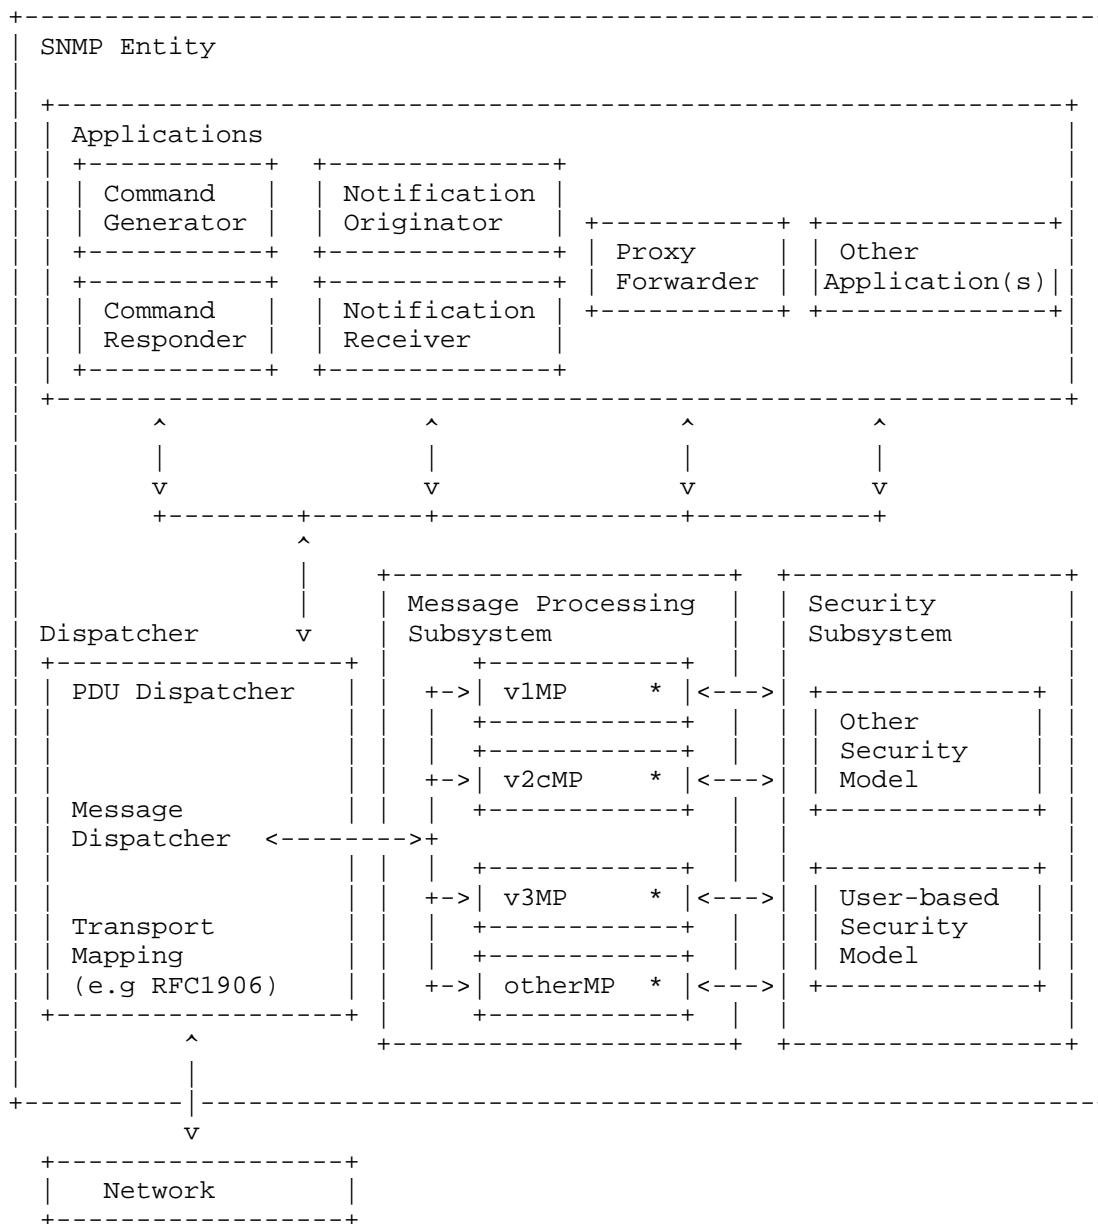 SNMP Entity
Applications
Command Generator
Notification Originator
Proxy Forwarder
Other Application(s)
Command Responder
Notification Receiver
Dispatcher
PDU Dispatcher
Message Dispatcher
Transport Mapping (e.g RFC1906)
Message Processing Subsystem
v1MP *
v2cMP *
v3MP *
otherMP *
Security Subsystem
Other Security Model
User-based Security Model
Network